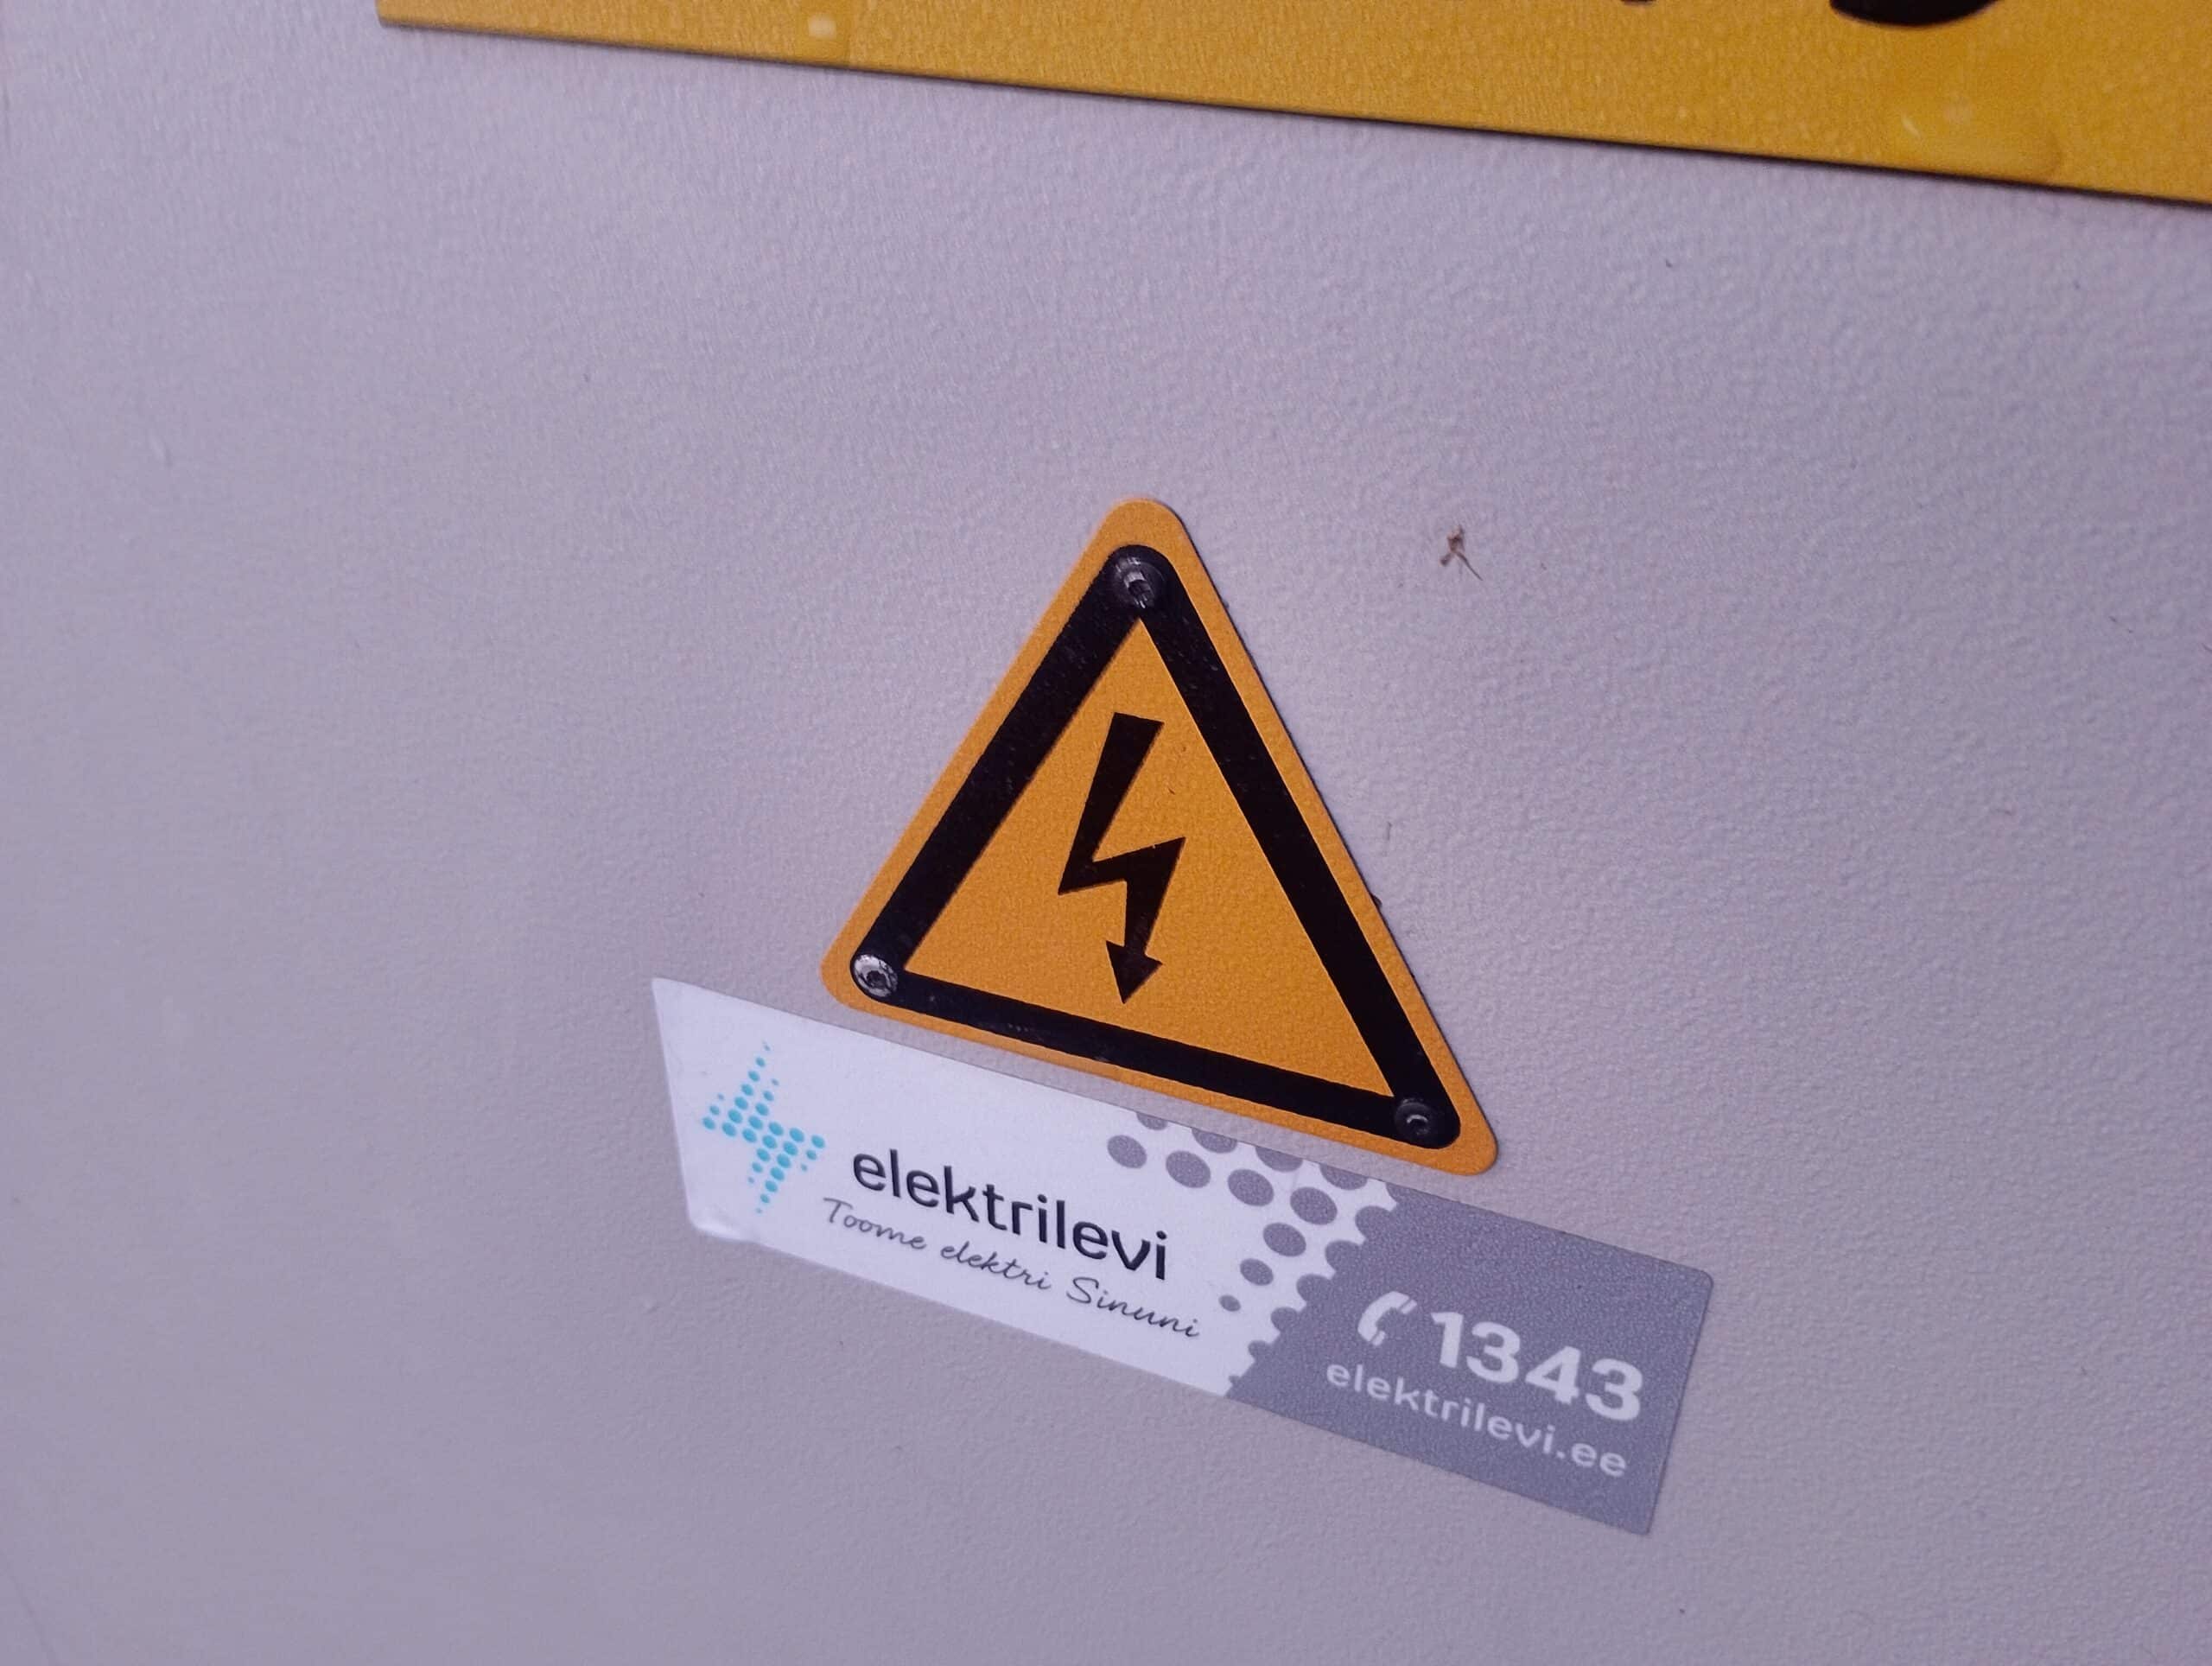 elektrilevi
Toome elektri Sinuni
1343
elektrilevi.ee